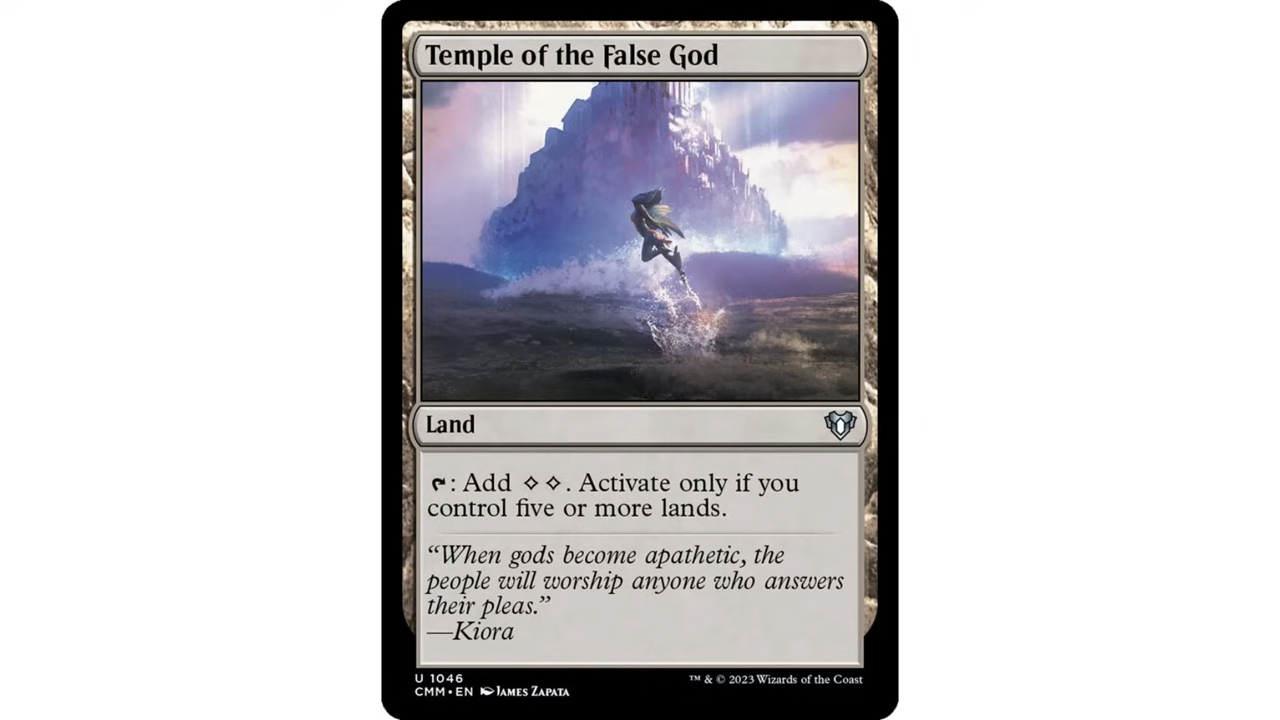 Temple of the False God
Land
: Add . Activate only if you
control five or more lands.
“When gods become apathetic, the
people will worship anyone who answers
their pleas.”
—Kiora
U 1046
CMM • EN James Zapata
™ & © 2023 Wizards of the Coast